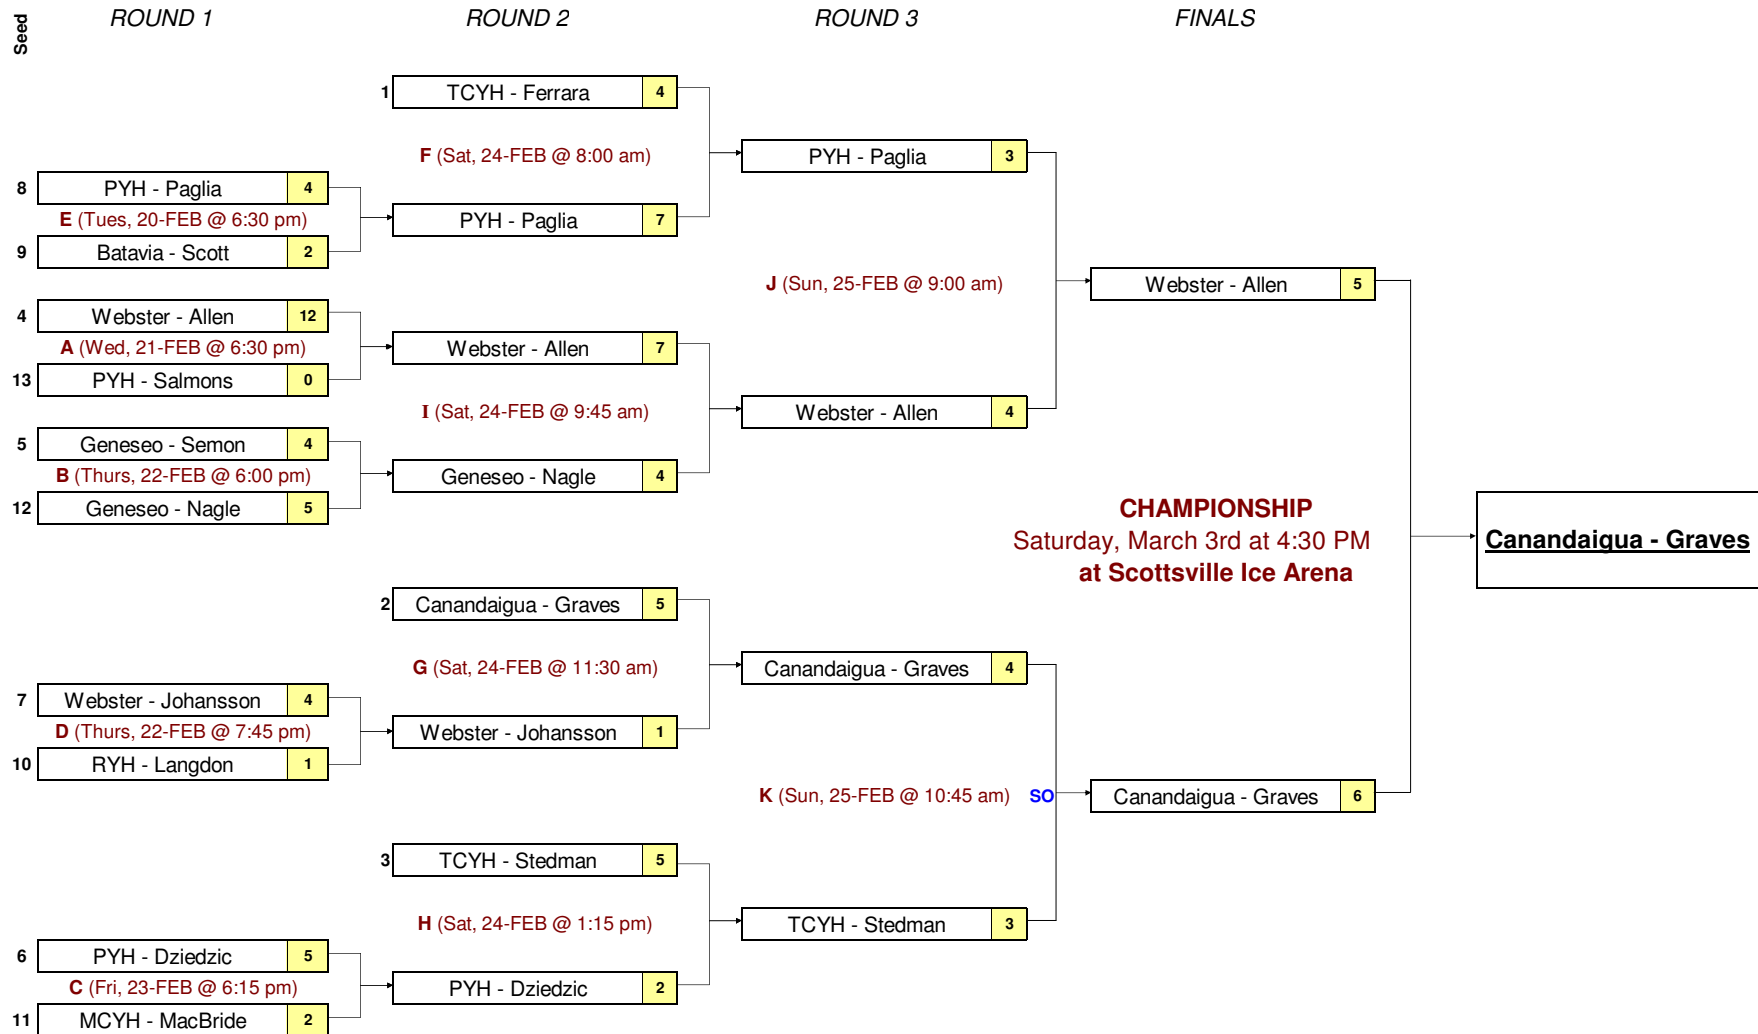 Seed
ROUND 1
ROUND 2
ROUND 3
FINALS
1 TCYH - Ferrara 4
F (Sat, 24-FEB @ 8:00 am)
PYH - Paglia 3
8 PYH - Paglia 4
E (Tues, 20-FEB @ 6:30 pm)
PYH - Paglia 7
9 Batavia - Scott 2
J (Sun, 25-FEB @ 9:00 am)
Webster - Allen 5
4 Webster - Allen 12
A (Wed, 21-FEB @ 6:30 pm)
Webster - Allen 7
13 PYH - Salmons 0
I (Sat, 24-FEB @ 9:45 am)
Webster - Allen 4
5 Geneseo - Semon 4
B (Thurs, 22-FEB @ 6:00 pm)
Geneseo - Nagle 4
12 Geneseo - Nagle 5
CHAMPIONSHIP
Saturday, March 3rd at 4:30 PM
at Scottsville Ice Arena
Canandaigua - Graves
2 Canandaigua - Graves 5
G (Sat, 24-FEB @ 11:30 am)
Canandaigua - Graves 4
7 Webster - Johansson 4
D (Thurs, 22-FEB @ 7:45 pm)
Webster - Johansson 1
10 RYH - Langdon 1
K (Sun, 25-FEB @ 10:45 am) SO
Canandaigua - Graves 6
3 TCYH - Stedman 5
H (Sat, 24-FEB @ 1:15 pm)
TCYH - Stedman 3
6 PYH - Dziedzic 5
C (Fri, 23-FEB @ 6:15 pm)
PYH - Dziedzic 2
11 MCYH - MacBride 2